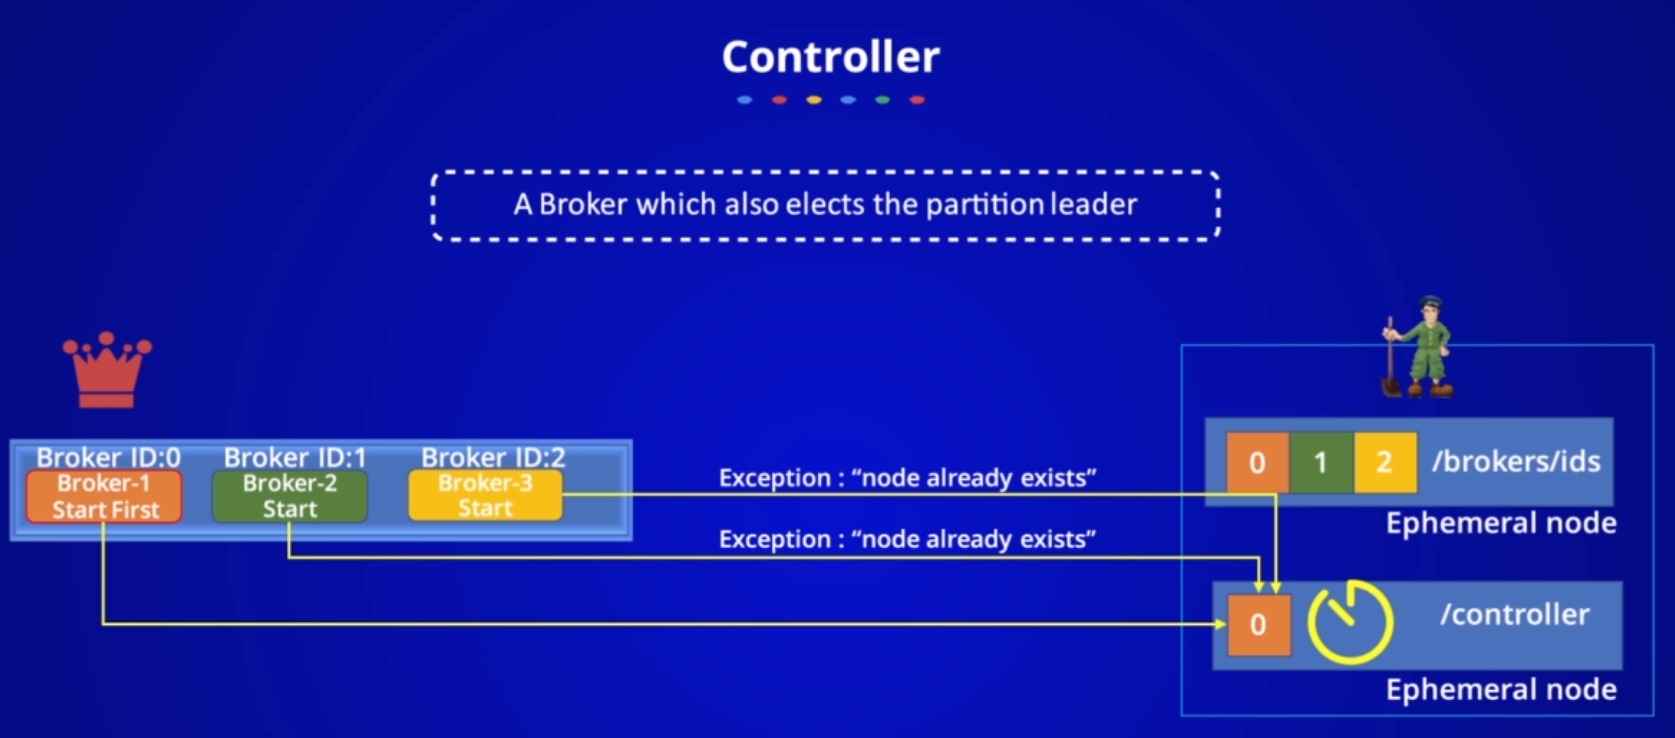 Controller
A Broker which also elects the partition leader
Broker ID:0
Broker-1
Start First
Broker ID:1
Broker-2
Start
Broker ID:2
Broker-3
Start
Exception : “node already exists”
Exception : “node already exists”
0 1 2 /brokers/ids
Ephemeral node
0 /controller
Ephemeral node